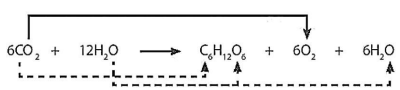 6CO₂ + 12H₂O ⟶ C₆H₁₂O₆ + 6O₂ + 6H₂O